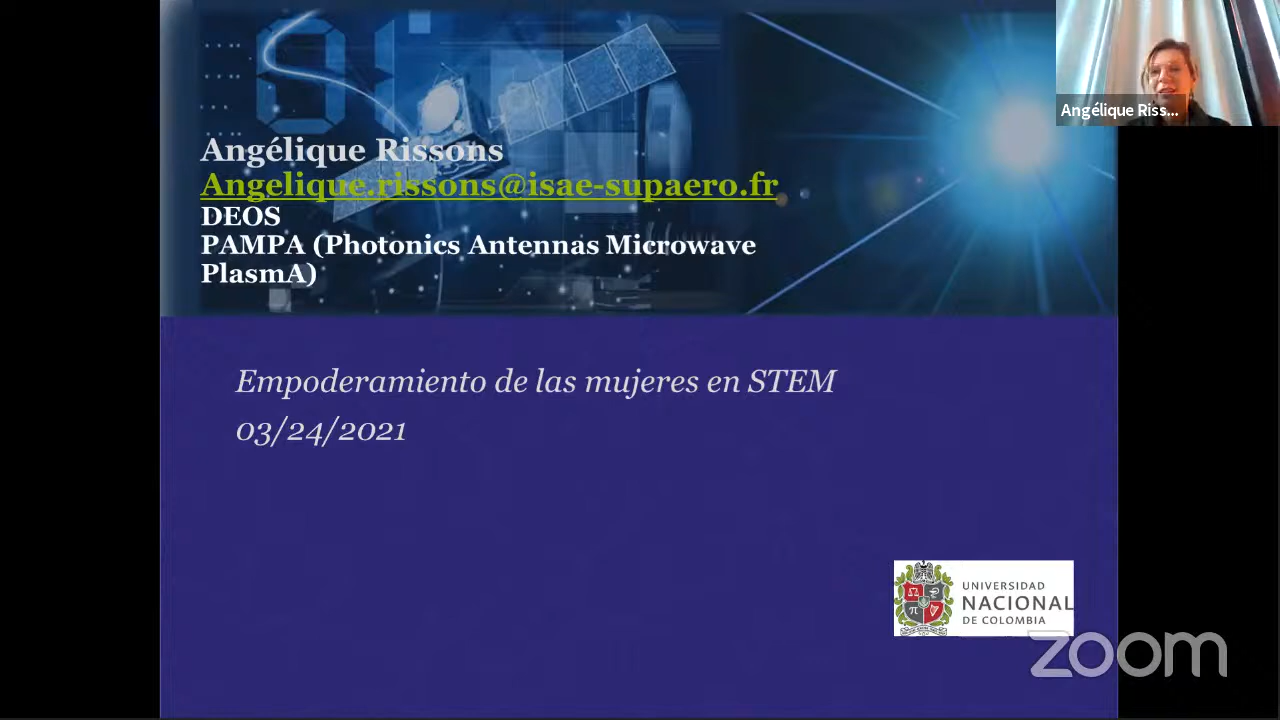 Angélique Riss...
Angélique Rissons
Angelique.rissons@isae-supaero.fr
DEOS
PAMPA (Photonics Antennas Microwave
PlasmA)
Empoderamiento de las mujeres en STEM
03/24/2021
UNIVERSIDAD
NACIONAL
DE COLOMBIA
zoom